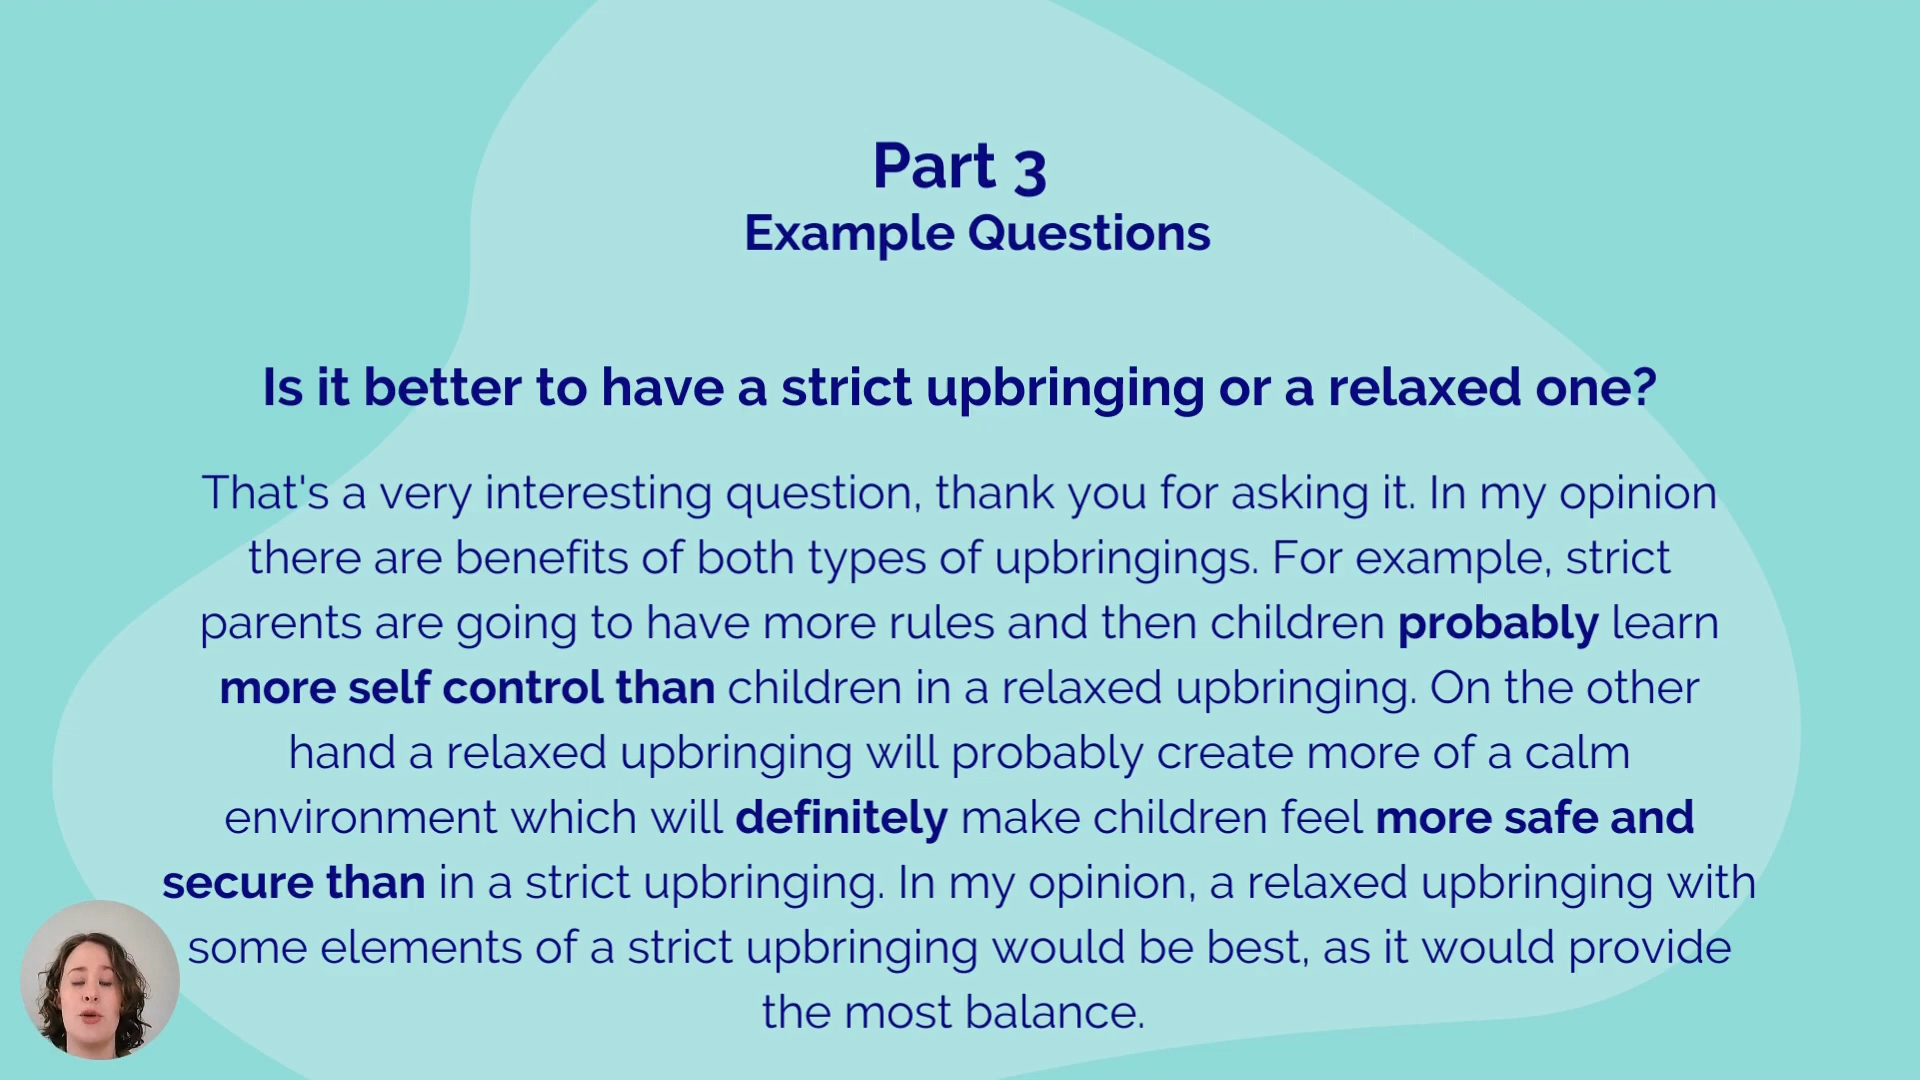 Part 3
Example Questions
Is it better to have a strict upbringing or a relaxed one?
That's a very interesting question, thank you for asking it. In my opinion
there are benefits of both types of upbringings. For example, strict
parents are going to have more rules and then children probably learn
more self control than children in a relaxed upbringing. On the other
hand a relaxed upbringing will probably create more of a calm
environment which will definitely make children feel more safe and
secure than in a strict upbringing. In my opinion, a relaxed upbringing with
some elements of a strict upbringing would be best, as it would provide
the most balance.